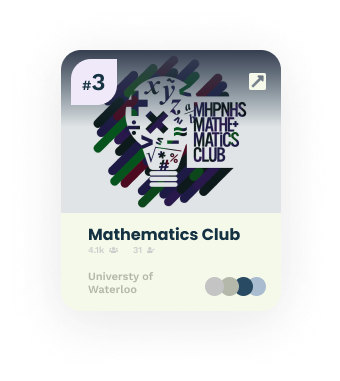 #3
MHPNHS
MATHE+
MATICS
CLUB
Mathematics Club
4.1k 31
Universty of
Waterloo